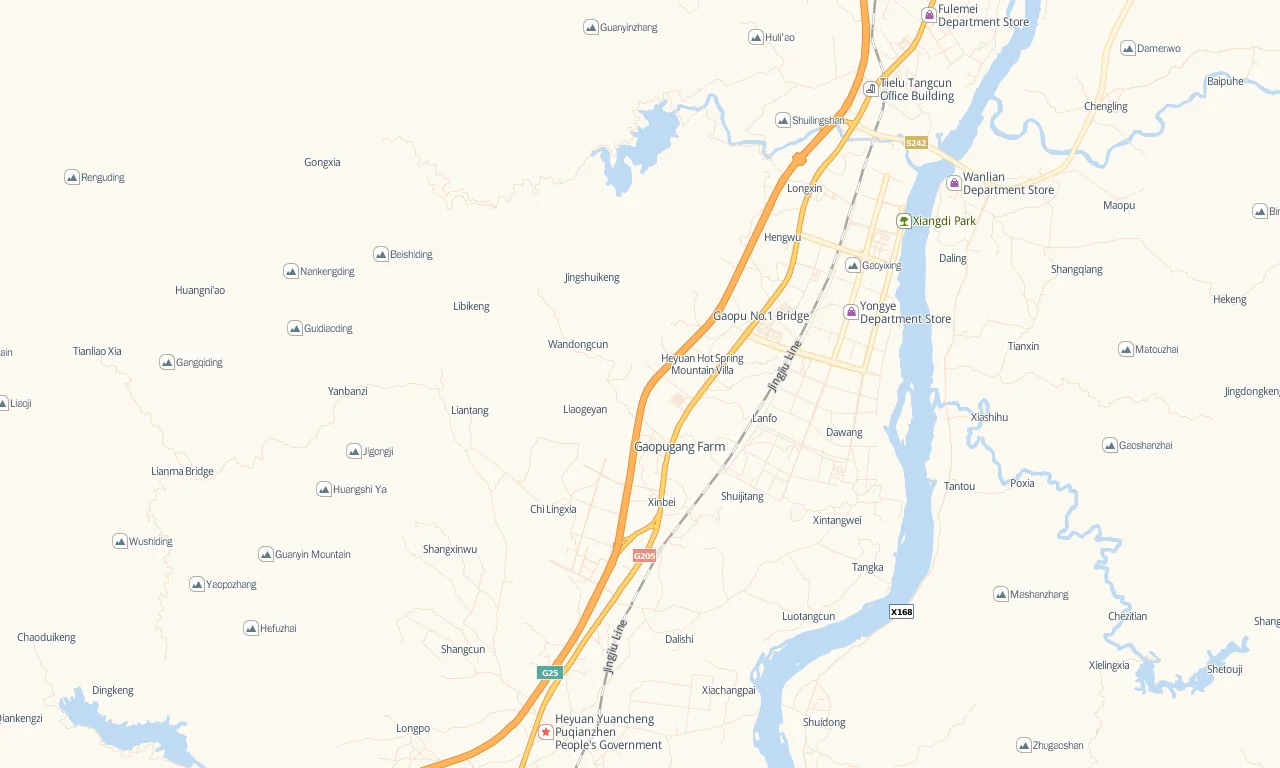 Fulemei
Department Store
Guanyinzhang
Huli'ao
Damenwo
Tielu Tangcun
Office Building
Baipuhe
Chengling
Shuilingshan
S242
Gongxia
Renguding
Wanlian
Department Store
Longxin
Maopu
Xiangdi Park
Hengwu
Beishiding
Daling
Gaoyixing
Nankengding
Shangqiang
Jingshuikeng
Huangni'ao
Hekeng
Libikeng
Yongye
Department Store
Gaopu No.1 Bridge
Guidiaoding
Wandongcun
Tianxin
Matouzhai
ain
Tianliao Xia
Gangqiding
Heyuan Hot Spring
Mountain Villa
Jingjiu Line
Yanbanzi
Jingdongkeng
Liaoji
Liantang
Liaogeyan
Lanfo
Xiashihu
Dawang
Gaopugang Farm
Gaoshanzhai
Jigongji
Lianma Bridge
Huangshi Ya
Tantou
Poxia
Shuijitang
Xinbei
Chi Lingxia
Xintangwei
Wushiding
Shangxinwu
Guanyin Mountain
G205
Tangka
Yaopozhang
Mashanzhang
X168
Luotangcun
Chezitian
Hefuzhai
Shang
Chaoduikeng
Dalishi
Jingjiu Line
Shangcun
Xielingxia
Shetouji
G25
Dingkeng
Xiachangpai
Qiankengzi
Heyuan Yuancheng
Puqianzhen
People's Government
Shuidong
Longpo
Zhugaoshan